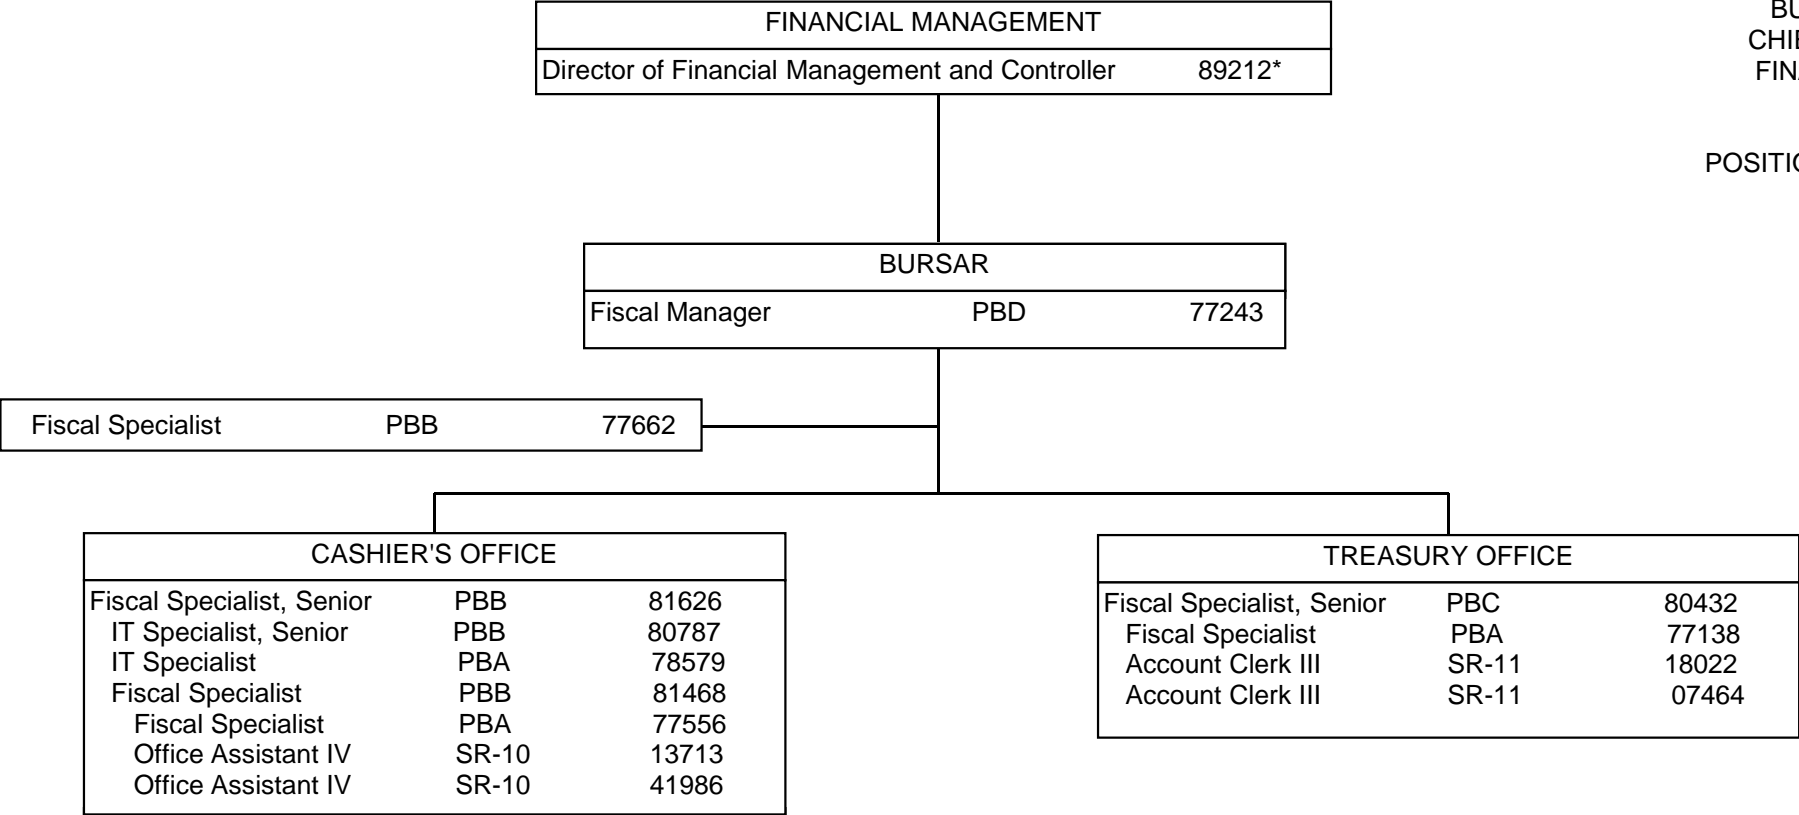 FINANCIAL MANAGEMENT
Director of Financial Management and Controller 89212*
BU
CHIE
FINA
POSITIO
BURSAR
Fiscal Manager PBD 77243
Fiscal Specialist PBB 77662
CASHIER'S OFFICE
Fiscal Specialist, Senior PBB 81626
IT Specialist, Senior PBB 80787
IT Specialist PBA 78579
Fiscal Specialist PBB 81468
Fiscal Specialist PBA 77556
Office Assistant IV SR-10 13713
Office Assistant IV SR-10 41986
TREASURY OFFICE
Fiscal Specialist, Senior PBC 80432
Fiscal Specialist PBA 77138
Account Clerk III SR-11 18022
Account Clerk III SR-11 07464